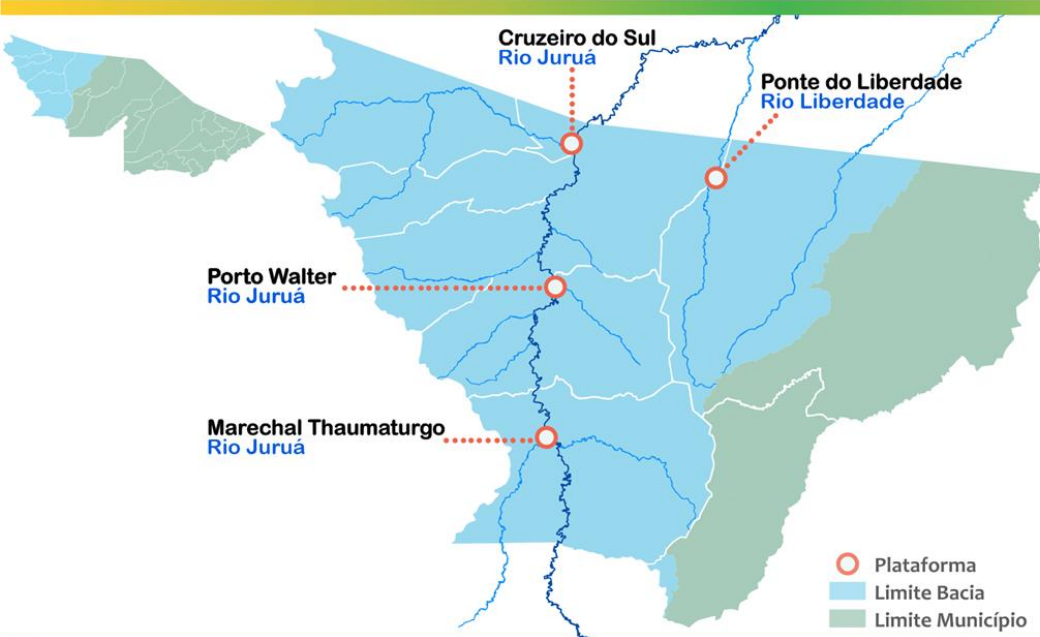 Cruzeiro do Sul
Rio Juruá
Ponte do Liberdade
Rio Liberdade
Porto Walter
Rio Juruá
Marechal Thaumaturgo
Rio Juruá
Plataforma
Limite Bacia
Limite Município